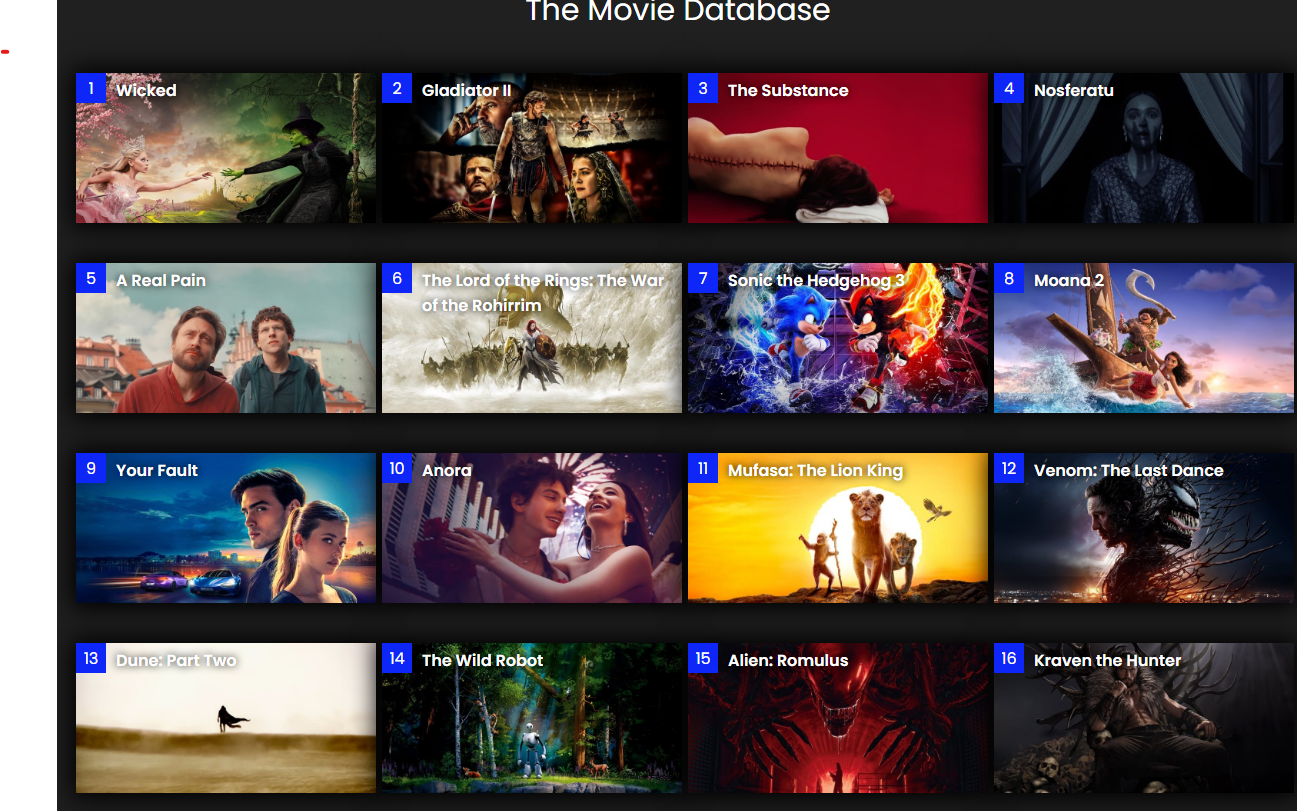 The Movie Database
1 Wicked
2 Gladiator II
3 The Substance
4 Nosferatu
5 A Real Pain
6 The Lord of the Rings: The War
of the Rohirrim
7 Sonic the Hedgehog 3
8 Moana 2
9 Your Fault
10 Anora
11 Mufasa: The Lion King
12 Venom: The Last Dance
13 Dune: Part Two
14 The Wild Robot
15 Alien: Romulus
16 Kraven the Hunter